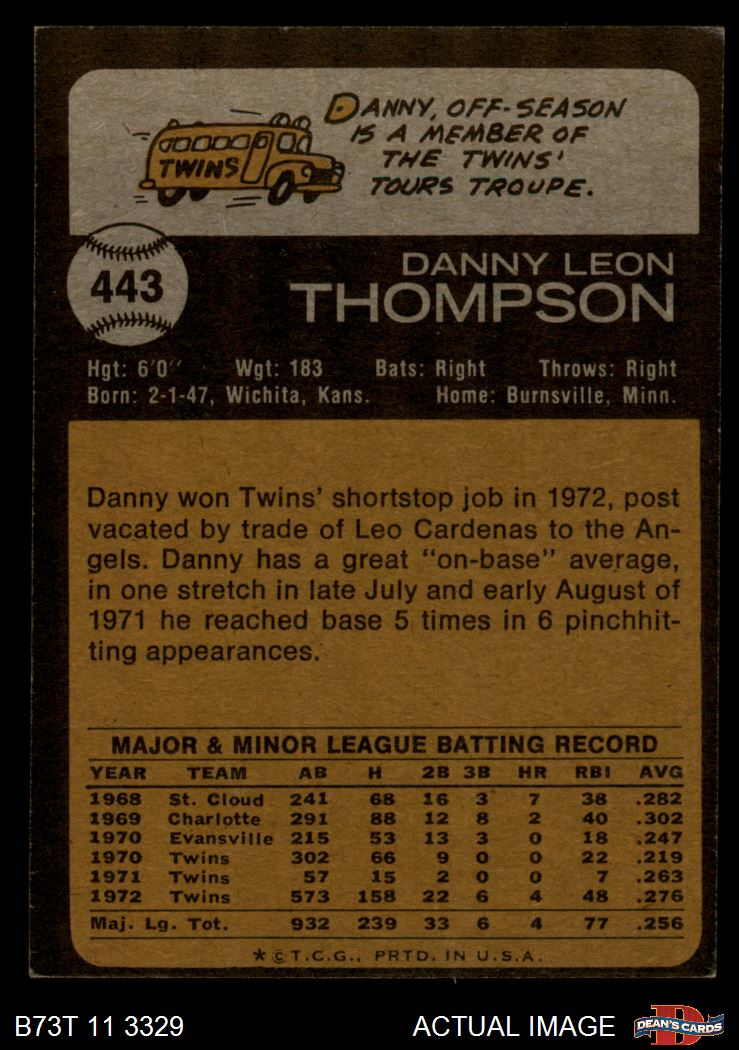 DANNY, OFF-SEASON
IS A MEMBER OF
THE TWINS'
TOURS TROUPE.
TWINS
443
DANNY LEON
THOMPSON
Hgt: 6'0" Wgt: 183 Bats: Right Throws: Right
Born: 2-1-47, Wichita, Kans. Home: Burnsville, Minn.
Danny won Twins' shortstop job in 1972, post
vacated by trade of Leo Cardenas to the An-
gels. Danny has a great "on-base" average,
in one stretch in late July and early August of
1971 he reached base 5 times in 6 pinchhit-
ting appearances.
MAJOR & MINOR LEAGUE BATTING RECORD
YEAR TEAM AB H 2B 3B HR RBI AVG
1968 St. Cloud 241 68 16 3 7 38 .282
1969 Charlotte 291 88 12 8 2 40 .302
1970 Evansville 215 53 13 3 0 18 .247
1970 Twins 302 66 9 0 0 22 .219
1971 Twins 57 15 2 0 0 7 .263
1972 Twins 573 158 22 6 4 48 .276
Maj. Lg. Tot. 932 239 33 6 4 77 .256
*©T.C.G., PRTD. IN U.S.A.
B73T 11 3329 ACTUAL IMAGE D DEAN'S CARDS